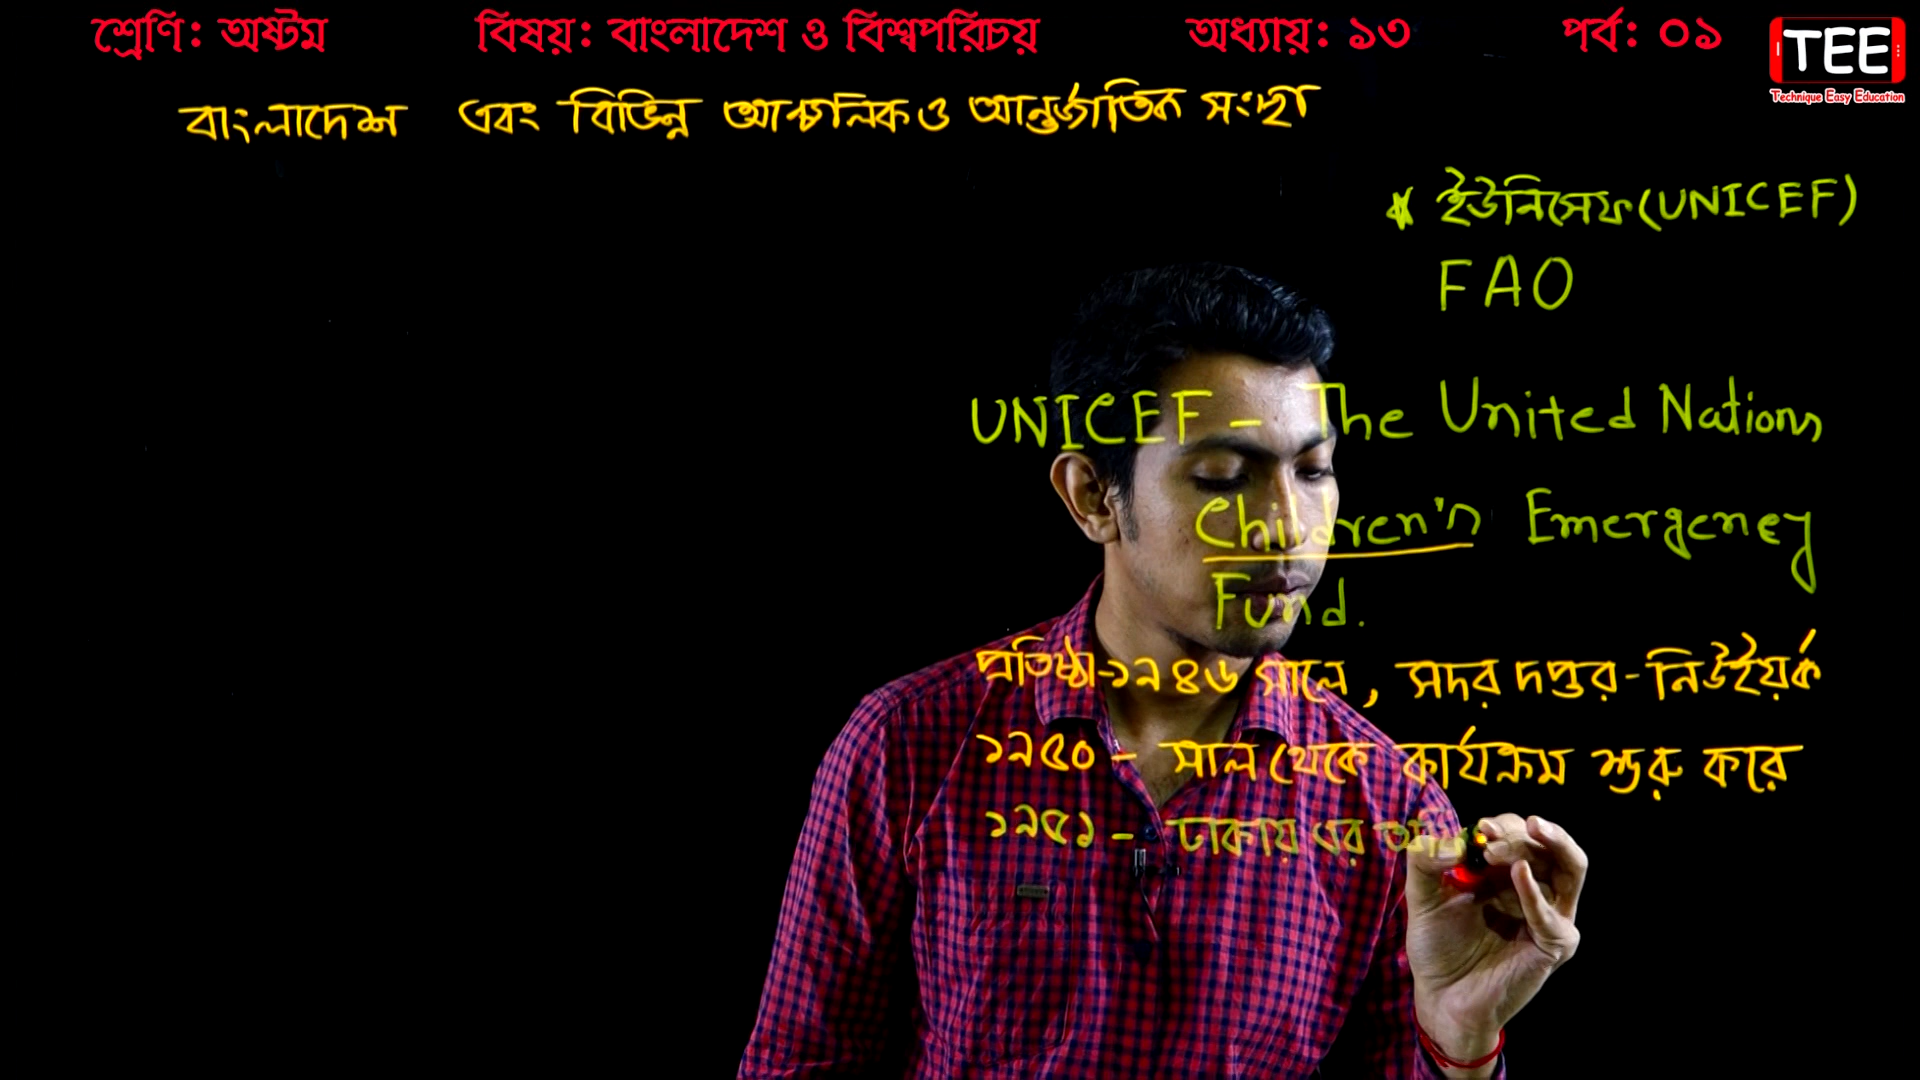 শ্রেণি: অষ্টম বিষয়: বাংলাদেশ ও বিশ্বপরিচয় অধ্যায়: ১৩ পর্ব: ০১
TEE
Technique Easy Education
বাংলাদেশ এবং বিভিন্ন আঞ্চলিক ও আন্তর্জাতিক সংস্থা
* ইউনিসেফ (UNICEF)
FAO
UNICEF - The United Nations
Children's Emergency
Fund.
প্রতিষ্ঠা-১৯৪৬ সালে, সদর দপ্তর-নিউইয়র্ক
১৯৫০ - সাল থেকে কার্যক্রম শুরু করে
১৯৫১ - ঢাকায় এর